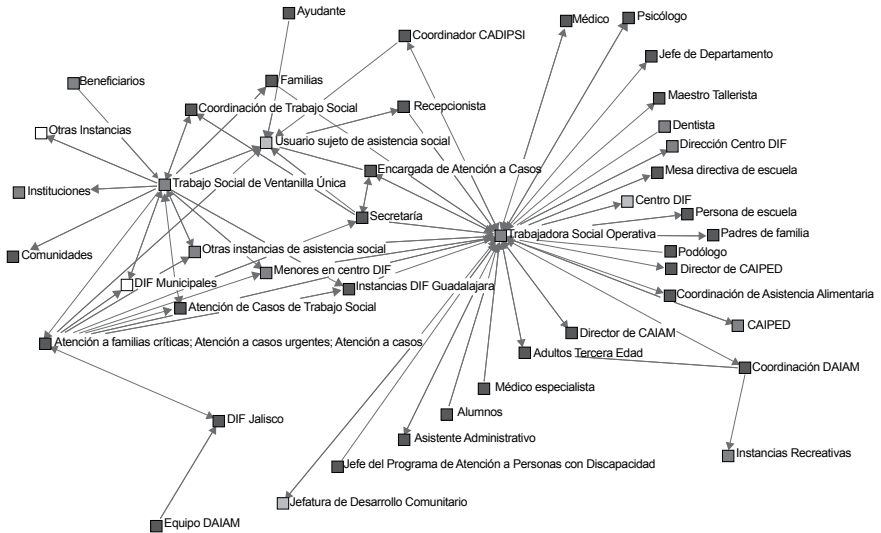 Ayudante
Médico
Psicólogo
Coordinador CADIPSI
Jefe de Departamento
Beneficiarios
Familias
Maestro Tallerista
Coordinación de Trabajo Social
Recepcionista
Otras Instancias
Usuario sujeto de asistencia social
Dentista
Dirección Centro DIF
Encargada de Atención a Casos
Mesa directiva de escuela
Instituciones
Trabajo Social de Ventanilla Única
Centro DIF
Secretaría
Persona de escuela
Trabajadora Social Operativa
Padres de familia
Comunidades
Otras instancias de asistencia social
Podólogo
Menores en centro DIF
Director de CAIPED
DIF Municipales
Instancias DIF Guadalajara
Coordinación de Asistencia Alimentaria
Atención de Casos de Trabajo Social
CAIPED
Director de CAIAM
Atención a familias críticas; Atención a casos urgentes; Atención a casos
Adultos Tercera Edad
Coordinación DAIAM
Médico especialista
Alumnos
DIF Jalisco
Asistente Administrativo
Instancias Recreativas
Jefe del Programa de Atención a Personas con Discapacidad
Jefatura de Desarrollo Comunitario
Equipo DAIAM